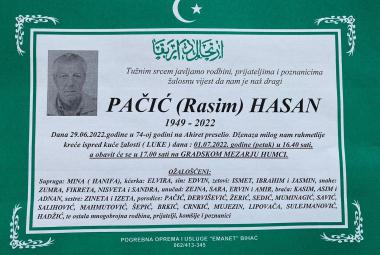 Tužnim srcem javljamo rodbini, prijateljima i poznanicima
žalosnu vijest da nam je naš dragi
PAČIĆ (Rasim) HASAN
1949 - 2022
Dana 29.06.2022.godine u 74-oj godini na Ahiret preselio. Dženaza milog nam rahmetlije
kreće ispred kuće žalosti ( LUKE ) dana : 01.07.2022. godine (petak) u 16.40 sati,
a obavit će se u 17.00 sati na GRADSKOM MEZARJU HUMCI.
OŽALOŠĆENI:
Supruga: MINA ( HANIFA), kćerka: ELVIRA, sin: EDVIN, zetovi: ISMET, IBRAHIM I JASMIN, snahe:
ZUMRA, FIKRETA, NISVETA I SANDRA, unučad: ZEJNA, SARA, ERVIN I AMIR, braća: KASIM, ASIM I
ADNAN, sestre: ZINETA I IZETA, porodice: PAČIĆ, DERVIŠEVIĆ, ŽERIĆ, SEDIĆ, MUMINAGIĆ, SAVIĆ,
SALIHOVIĆ, MAHMUTOVIĆ, ŠEPIĆ, BRKIĆ, CRNKIĆ, MUJEZIN, LIPOVAČA, SULEJMANOVIĆ,
HADŽIĆ, te ostala mnogobrojna rodbina, prijatelji, komšije i poznanici
POGREBNA OPREMA I USLUGE "EMANET" BIHAĆ
062/413-345